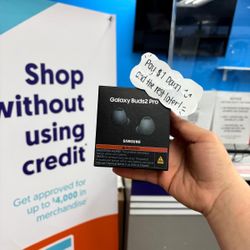 Shop
without
using
credit
Get approved for
up to $4,000 in
merchandise*
Pay $1 Down
and the rest later! =
Galaxy Buds2 Pro
SAMSUNG